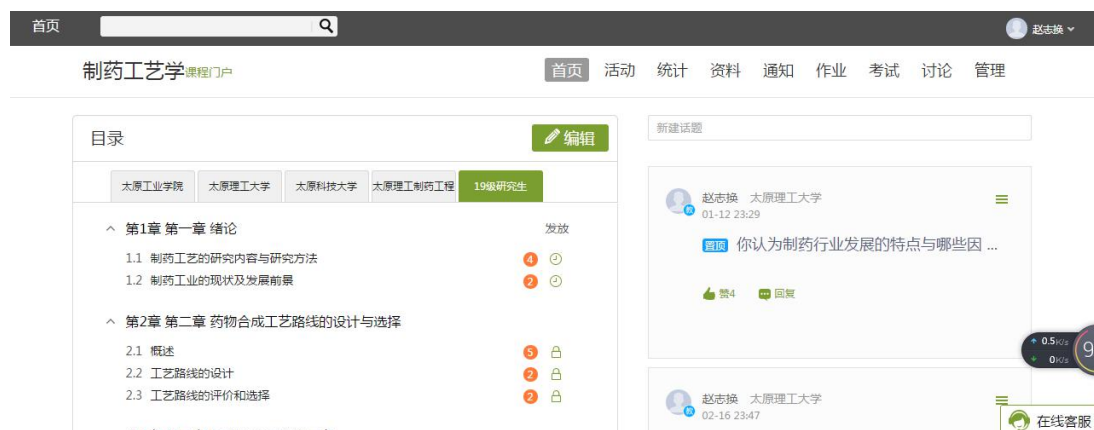 首页
赵志换
制药工艺学课程门户
首页 活动 统计 资料 通知 作业 考试 讨论 管理
目录
编辑
太原工业学院 太原理工大学 太原科技大学 太原理工制药工程 19级研究生
第1章 第一章 绪论 发放
1.1 制药工艺的研究内容与研究方法 4
1.2 制药工业的现状及发展前景 2
第2章 第二章 药物合成工艺路线的设计与选择
2.1 概述 5
2.2 工艺路线的设计 2
2.3 工艺路线的评价和选择 2
新建话题
赵志换 太原理工大学
教
01-12 23:29
置顶 你认为制药行业发展的特点与哪些因 ...
赞4 回复
赵志换 太原理工大学
教
02-16 23:47
0.5K/s
0K/s
9
在线客服